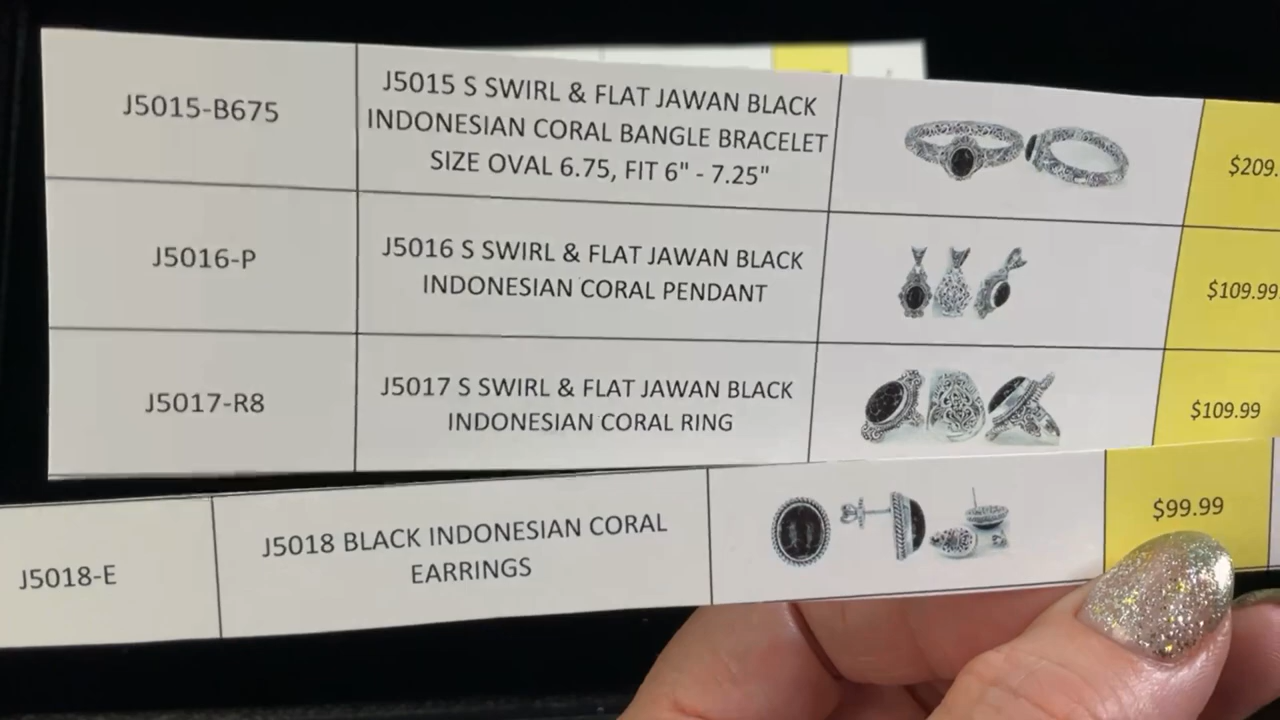 J5015-B675
J5015 S SWIRL & FLAT JAWAN BLACK
INDONESIAN CORAL BANGLE BRACELET
SIZE OVAL 6.75, FIT 6" - 7.25"
$209.
J5016-P
J5016 S SWIRL & FLAT JAWAN BLACK
INDONESIAN CORAL PENDANT
$109.99
J5017-R8
J5017 S SWIRL & FLAT JAWAN BLACK
INDONESIAN CORAL RING
$109.99
J5018-E
J5018 BLACK INDONESIAN CORAL
EARRINGS
$99.99